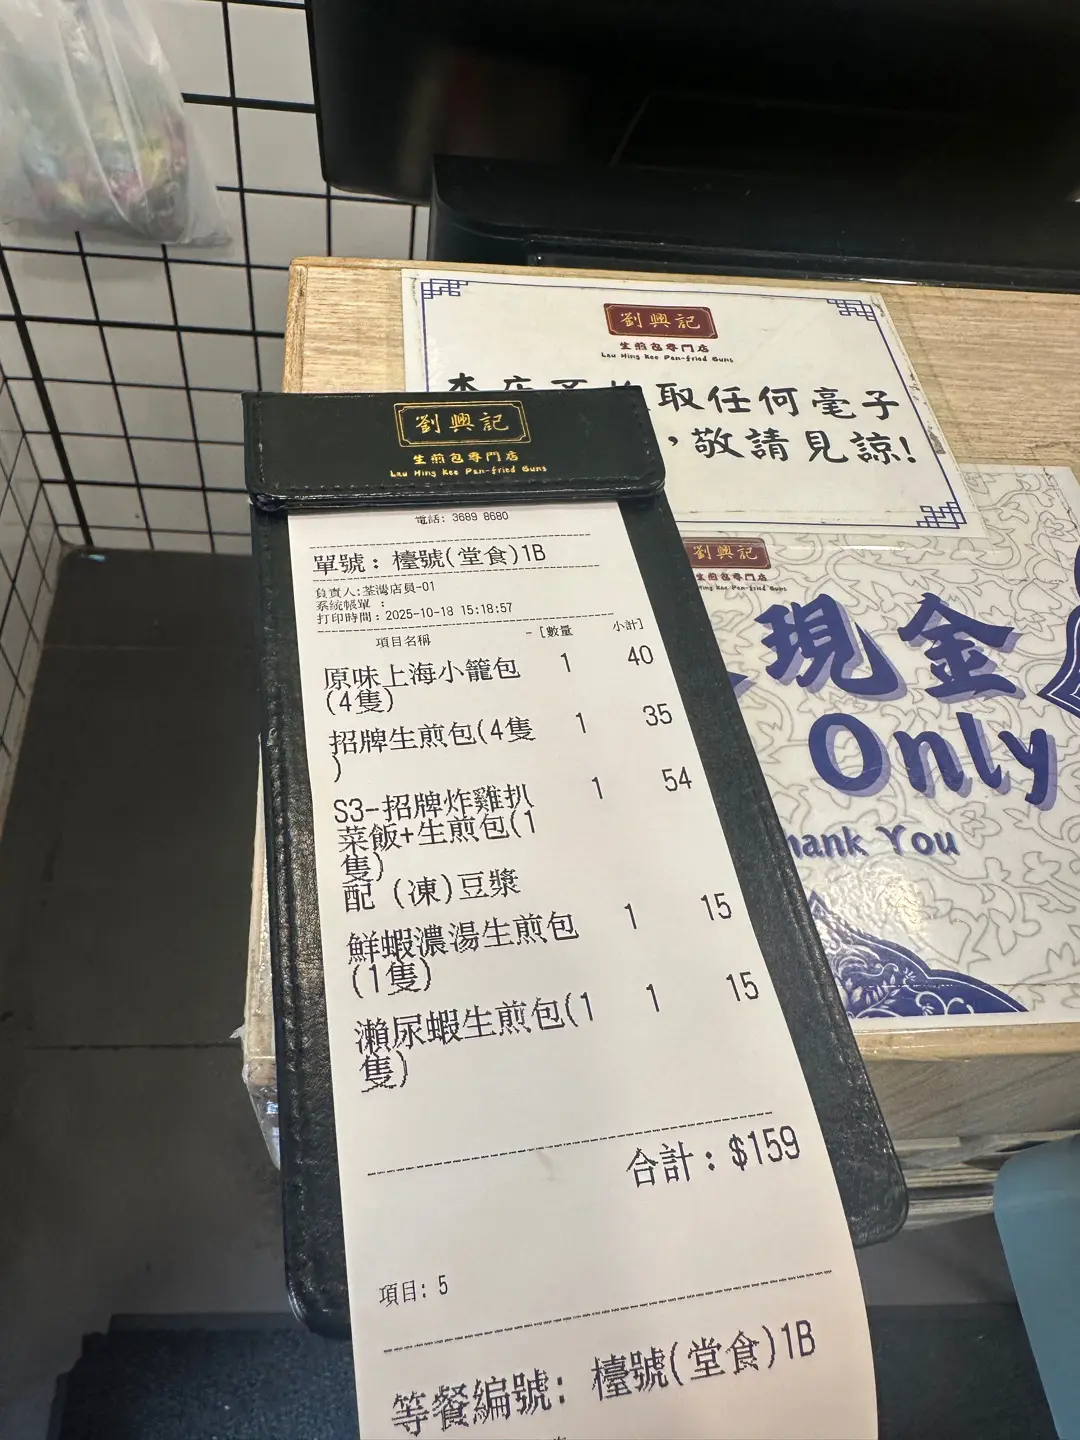 劉興記
生煎包專門店
Lau Hing Kee Pan-fried Buns
本店不
取任何毫子
,敬請見諒!
劉興記
生煎包專門店
Lau Hing Kee Pan-fried Buns
電話: 3689 8680
單號: 檯號(堂食)1B
負責人:荃灣店員-01
系統帳單 :
打印時間: 2025-10-18 15:18:57
項目名稱 -[數量 小計]
原味上海小籠包 1 40
(4隻)
招牌生煎包(4隻 1 35
)
S3-招牌炸雞扒 1 54
菜飯+生煎包(1
隻)
配 (凍)豆漿
鮮蝦濃湯生煎包 1 15
(1隻)
瀨尿蝦生煎包(1 1 15
隻)
合計: $159
項目: 5
等餐編號: 檯號(堂食)1B
劉興記
生煎包專門店
Hing Kee Pan-fried Buns
現金
Only
hank You